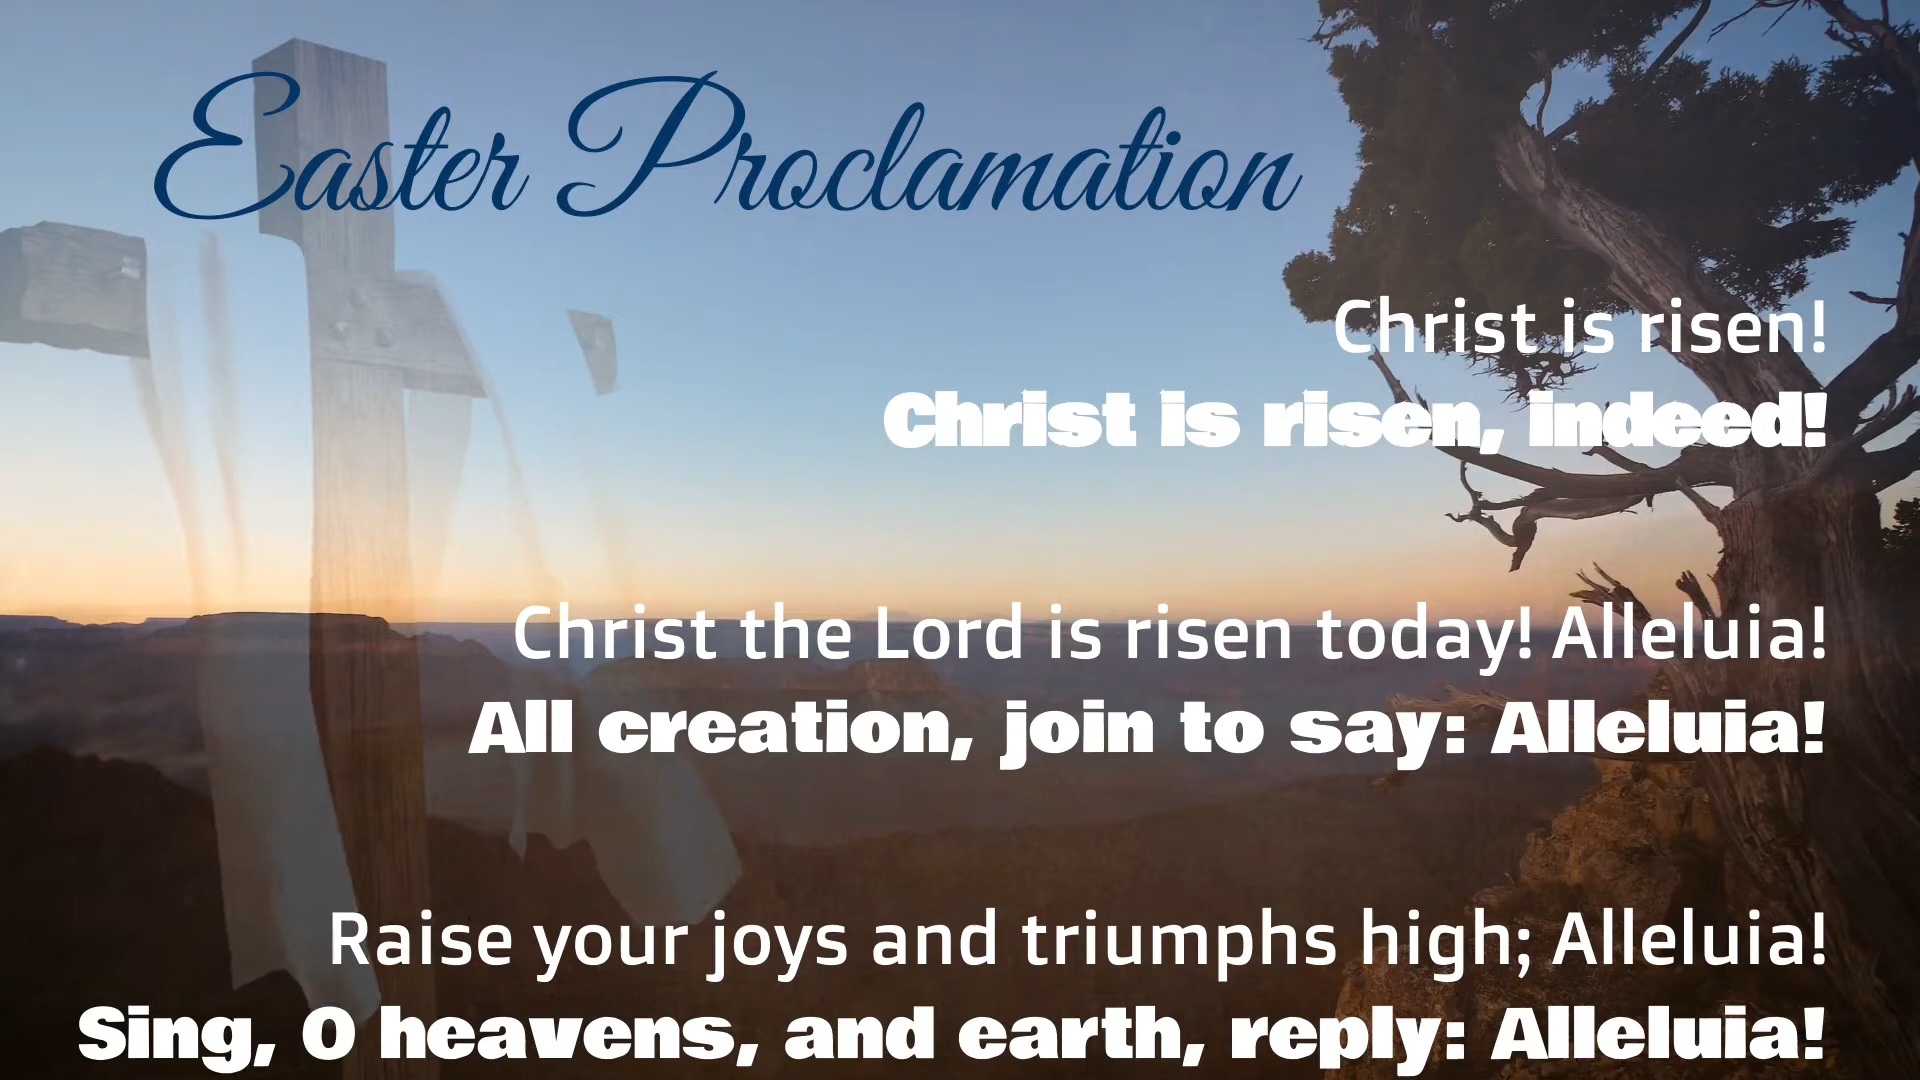 Easter Proclamation
Christ is risen!
Christ is risen, indeed!
Christ the Lord is risen today! Alleluia!
All creation, join to say: Alleluia!
Raise your joys and triumphs high; Alleluia!
Sing, O heavens, and earth, reply: Alleluia!